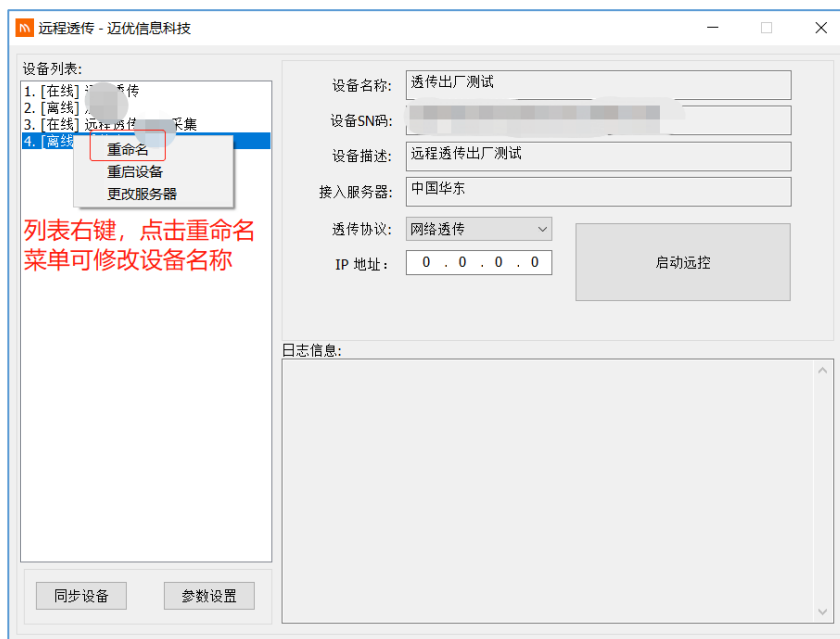 远程透传 - 迈优信息科技
设备列表:
1. [在线] 透传
2. [离线]
3. [在线] 远程透传 采集
4. [离线
重命名
重启设备
更改服务器
列表右键，点击重命名
菜单可修改设备名称
同步设备
参数设置
设备名称:
透传出厂测试
设备SN码:
设备描述:
远程透传出厂测试
接入服务器:
中国华东
透传协议:
网络透传
IP 地址:
0 . 0 . 0 . 0
启动远控
日志信息: